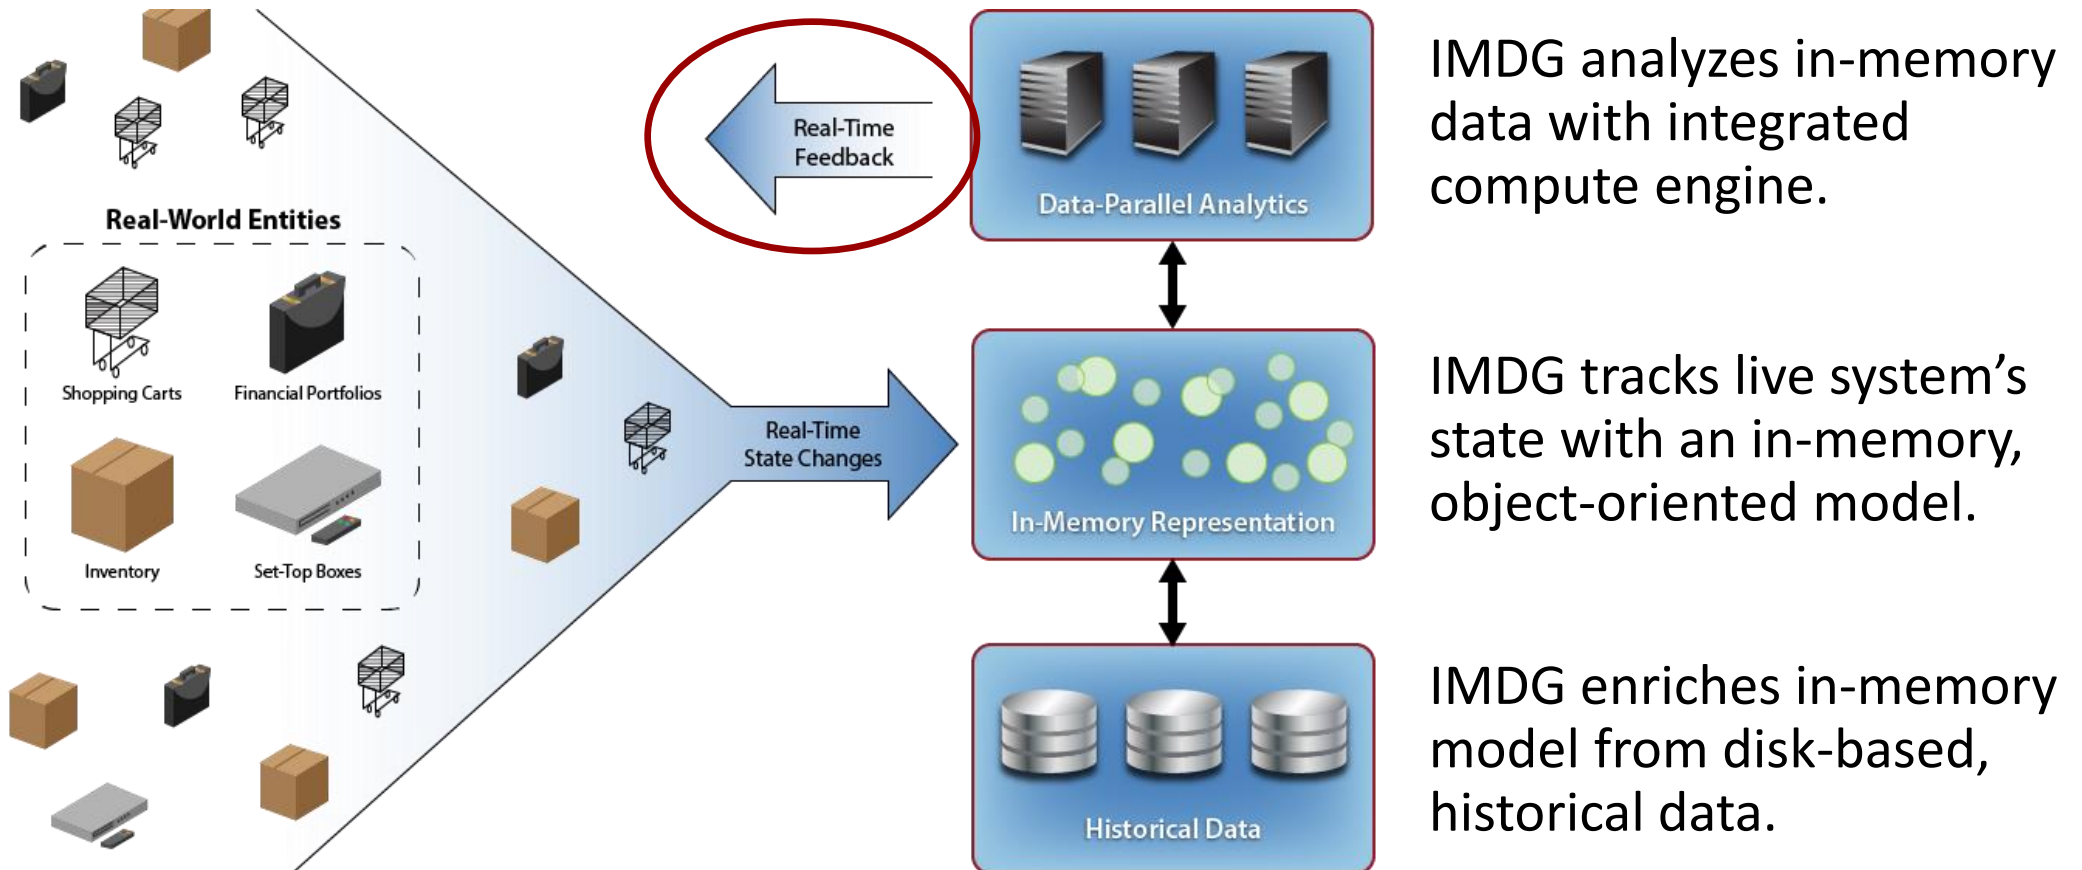 Real-World Entities
Shopping Carts
Financial Portfolios
Inventory
Set-Top Boxes
Real-Time
Feedback
Real-Time
State Changes
Data-Parallel Analytics
In-Memory Representation
Historical Data
IMDG analyzes in-memory
data with integrated
compute engine.
IMDG tracks live system’s
state with an in-memory,
object-oriented model.
IMDG enriches in-memory
model from disk-based,
historical data.